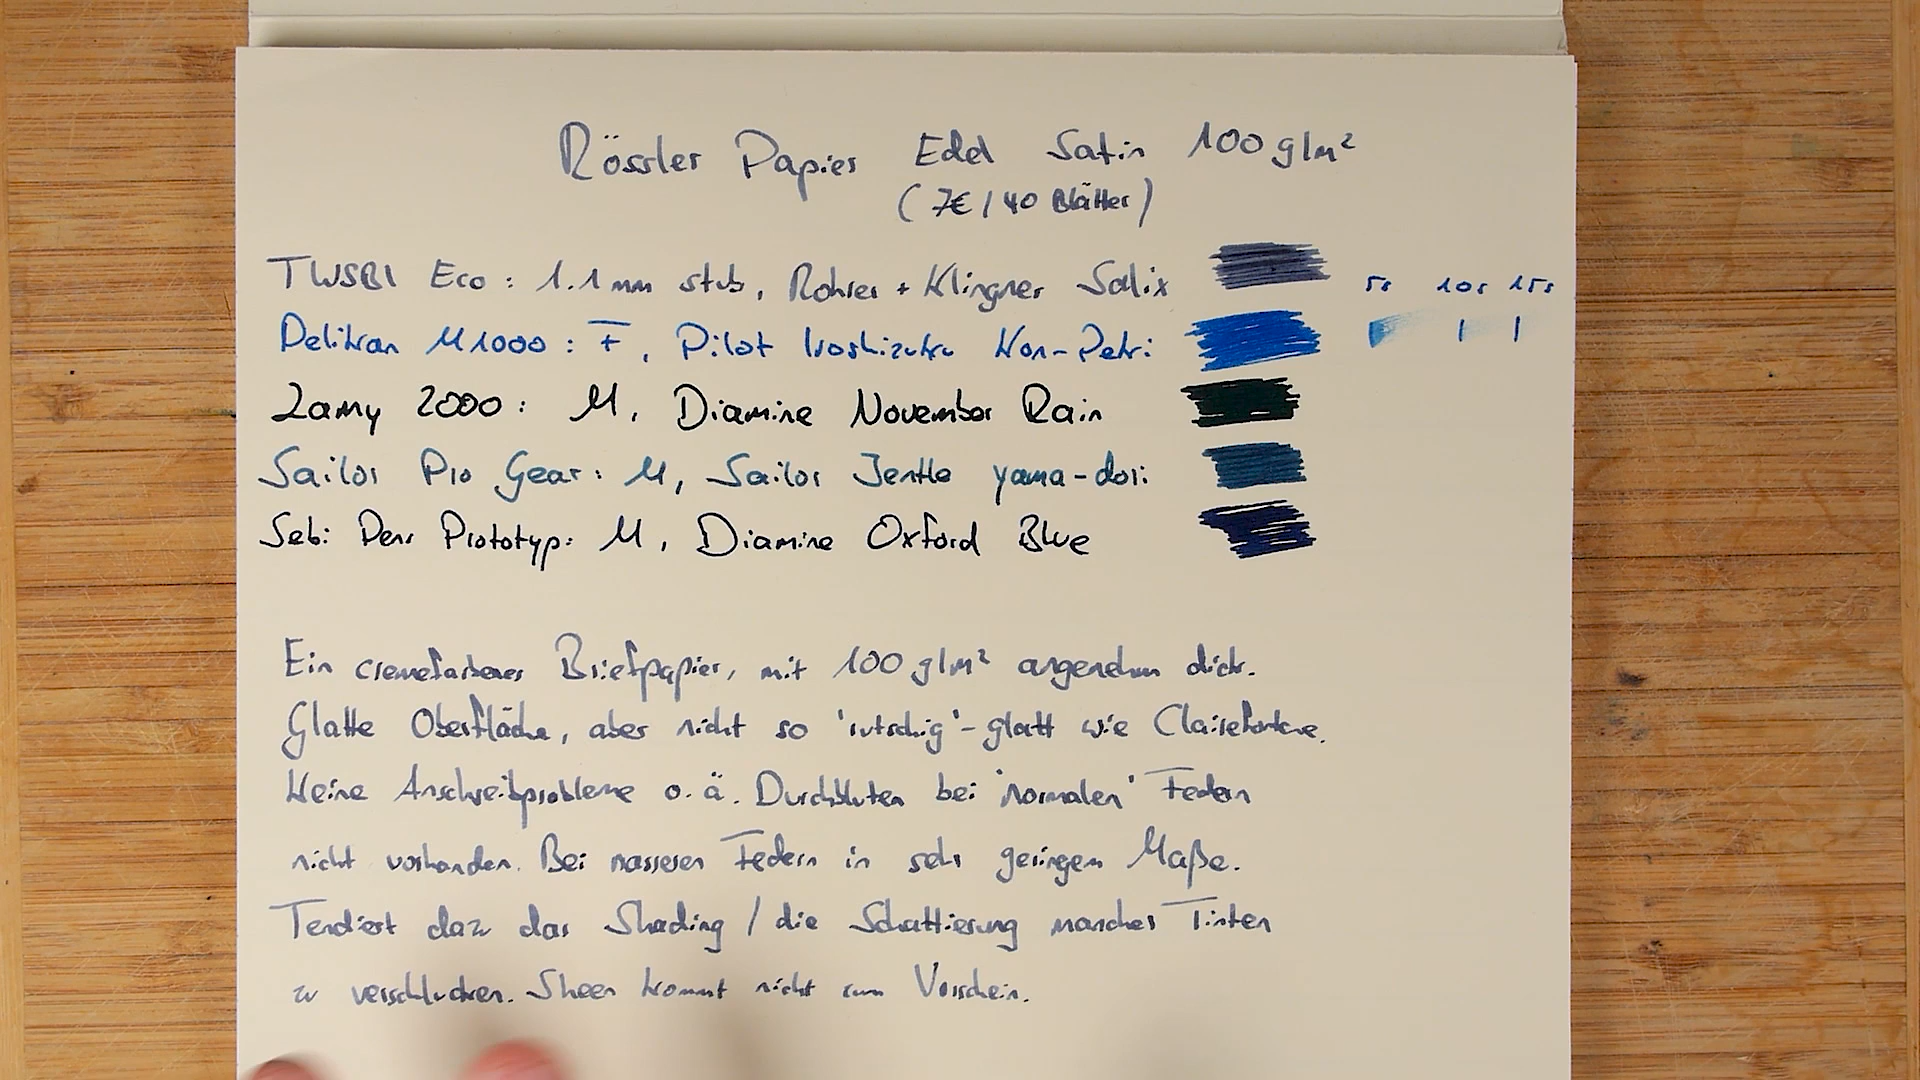 Rössler Papier Edel Satin 100 g/m²
(7€ / 40 Blätter)
TWSBI Eco: 1.1 mm stub, Rohrer + Klingner Salix
5s 10s 15s
Pelikan M1000: F, Pilot Iroshizuku Kon-Peki
Lamy 2000: M, Diamine November Rain
Sailor Pro Gear: M, Sailor Jentle yama-dori
Sebi Pens Prototyp: M, Diamine Oxford Blue
Ein cremefarbenes Briefpapier, mit 100 g/m² angenehm dick.
Glatte Oberfläche, aber nicht so 'rutschig'-glatt wie Clairefontaine.
Keine Anschreibprobleme o.ä. Durchbluten bei 'normalen' Federn
nicht vorhanden. Bei nasseren Federn in sehr geringem Maße.
Tendiert dazu das Shading / die Schattierung mancher Tinten
zu verschlucken. Sheen kommt nicht zum Vorschein.